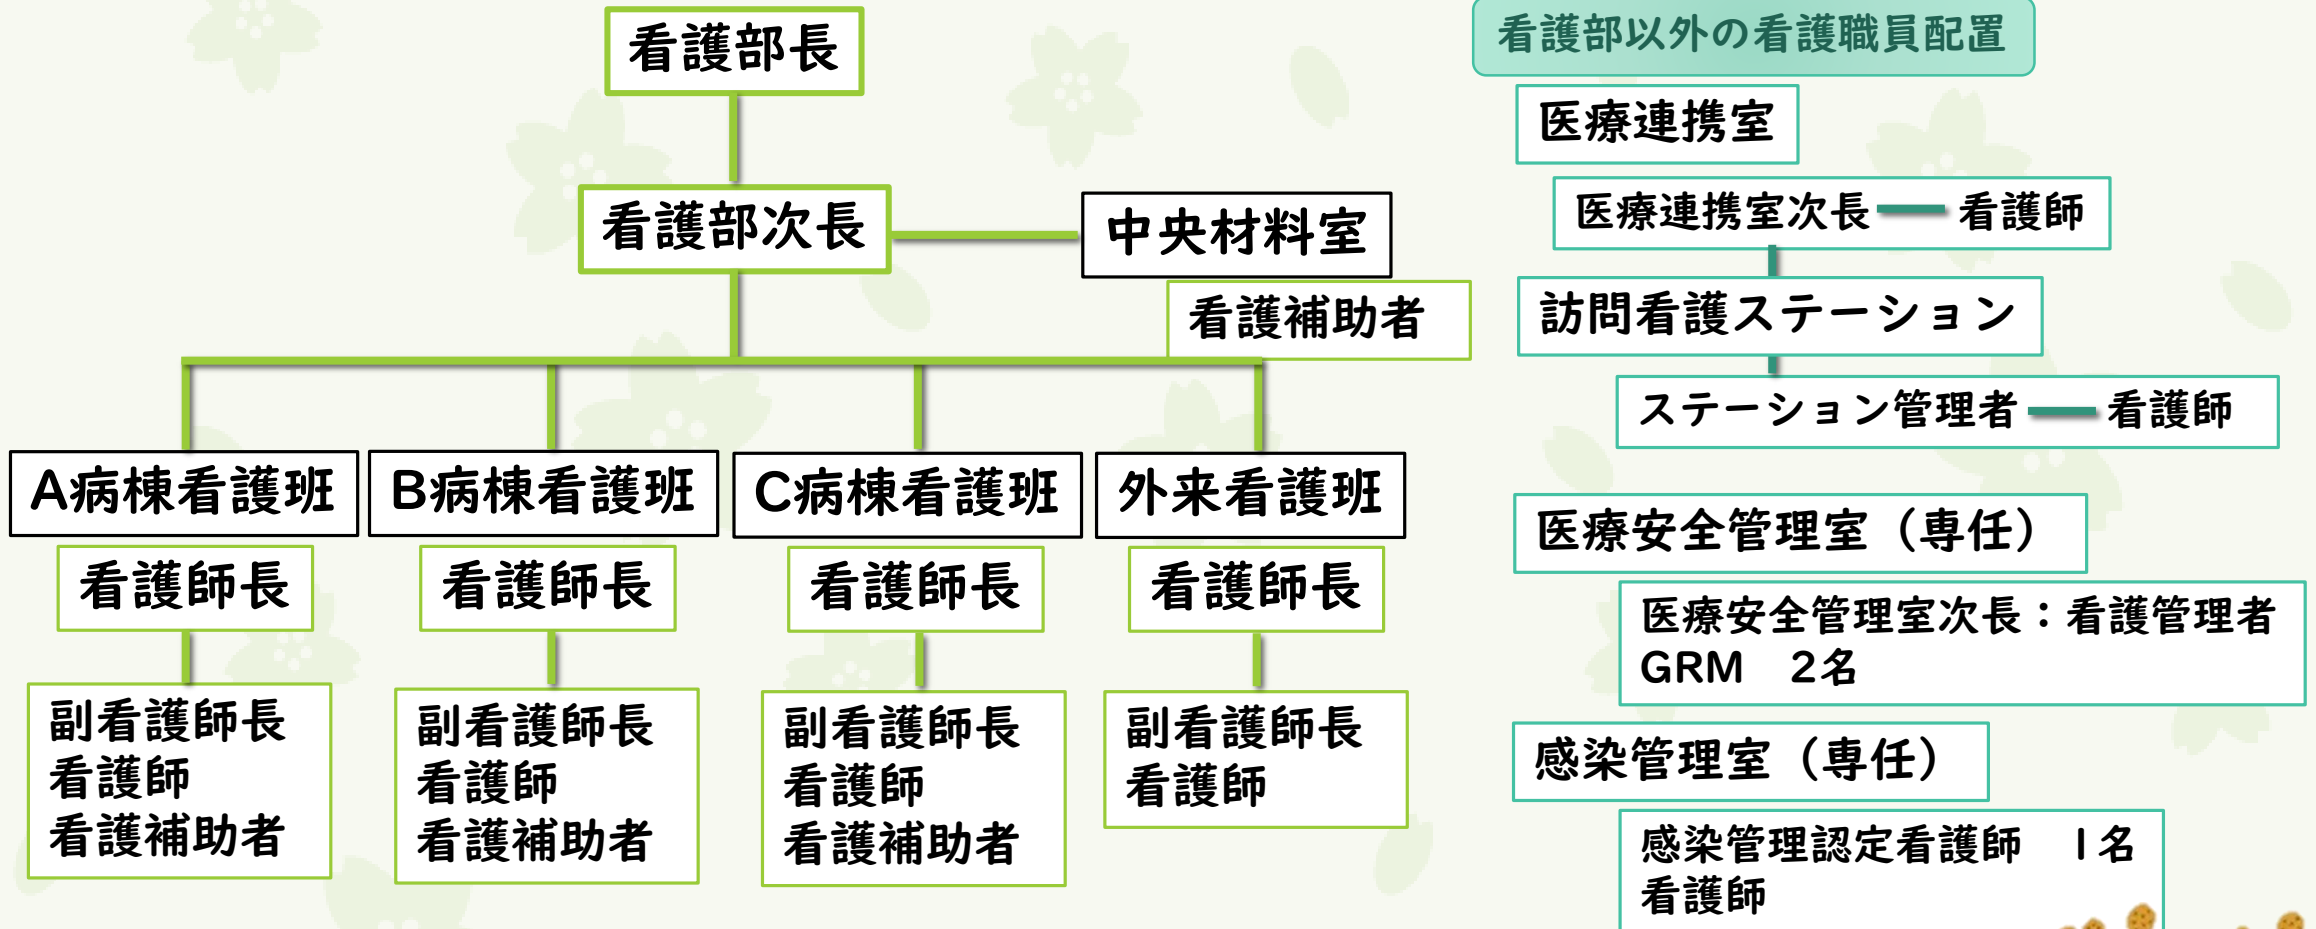 看護部長
看護部次長
中央材料室
看護補助者
A病棟看護班
看護師長
副看護師長
看護師
看護補助者
B病棟看護班
看護師長
副看護師長
看護師
看護補助者
C病棟看護班
看護師長
副看護師長
看護師
看護補助者
外来看護班
看護師長
副看護師長
看護師
看護部以外の看護職員配置
医療連携室
医療連携室次長 看護師
訪問看護ステーション
ステーション管理者 看護師
医療安全管理室（専任）
医療安全管理室次長：看護管理者
GRM　2名
感染管理室（専任）
感染管理認定看護師　1名
看護師